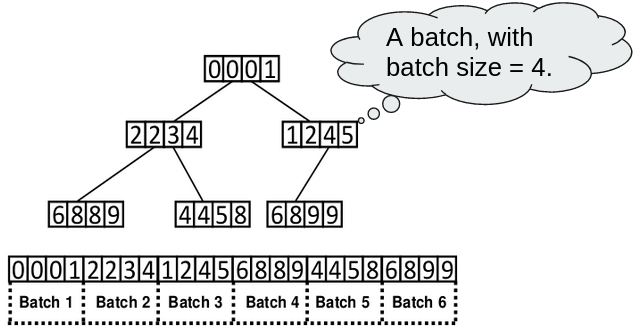 A batch, with
batch size = 4.
0001
2234 1245
6889 4458 6899
000122341245688944586899
Batch 1 Batch 2 Batch 3 Batch 4 Batch 5 Batch 6